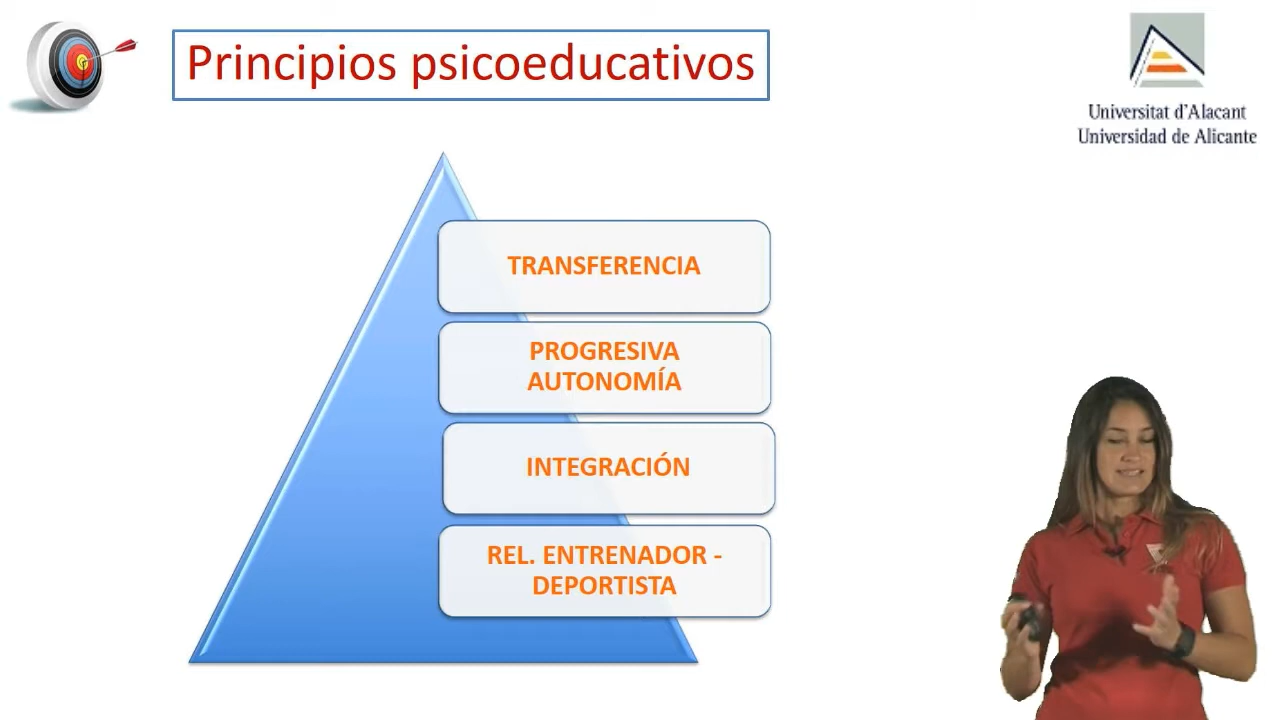 Principios psicoeducativos
Universitat d'Alacant
Universidad de Alicante
TRANSFERENCIA
PROGRESIVA
AUTONOMÍA
INTEGRACIÓN
REL. ENTRENADOR -
DEPORTISTA